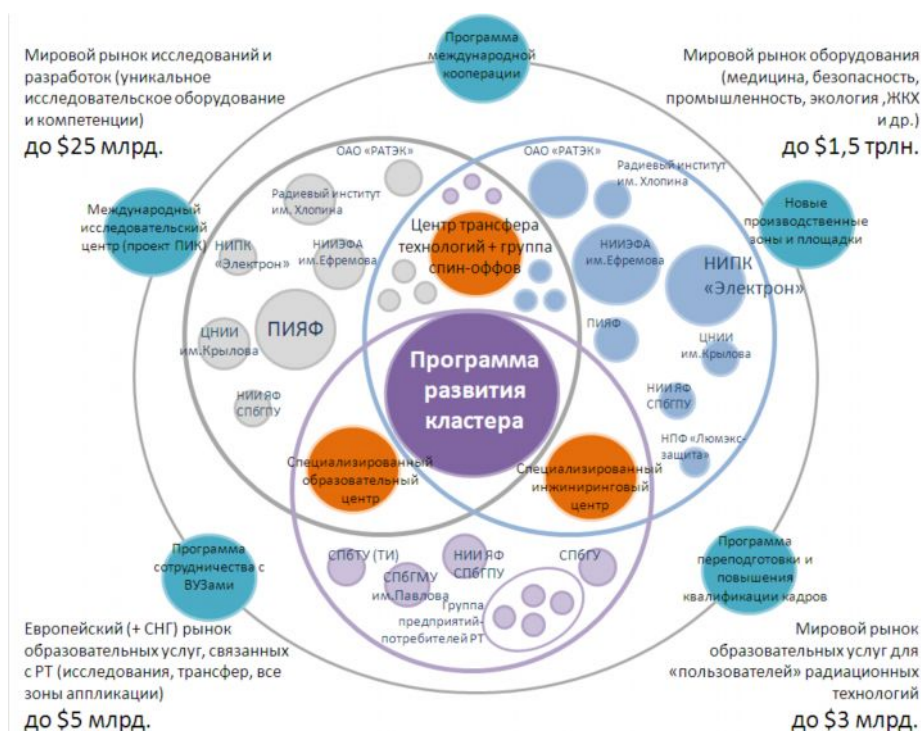 Программа
международной
кооперации
Мировой рынок исследований и
разработок (уникальное
исследовательское оборудование
и компетенции)
до $25 млрд.
Мировой рынок оборудования
(медицина, безопасность,
промышленность, экология ,ЖКХ
и др.)
до $1,5 трлн.
Международный
исследовательский
центр (проект ПИК)
Новые
производственные
зоны и площадки
ОАО «РАТЭК»
Радиевый институт
им. Хлопина
НИПК
«Электрон»
НИИЭФА
им.Ефремова
ПИЯФ
ЦНИИ
им.Крылова
НИИ ЯФ
СПбГПУ
Центр трансфера
технологий + группа
спин-оффов
ОАО «РАТЭК»
Радиевый институт
им. Хлопина
НИИЭФА
им.Ефремова
НИПК
«Электрон»
ПИЯФ
ЦНИИ
им.Крылова
НИИ ЯФ
СПбГПУ
НПФ «Люмэкс-
защита»
Программа
развития
кластера
Специализированный
образовательный
центр
Специализированный
инжиниринговый
центр
СПбТУ (ТИ)
СПбГМУ
им.Павлова
НИИ ЯФ
СПбГПУ
СПбГУ
Группа
предприятий-
потребителей РТ
Программа
сотрудничества с
ВУЗами
Программа
переподготовки и
повышения
квалификации кадров
Европейский (+ СНГ) рынок
образовательных услуг, связанных
с РТ (исследования, трансфер, все
зоны аппликации)
до $5 млрд.
Мировой рынок
образовательных услуг для
«пользователей» радиационных
технологий
до $3 млрд.